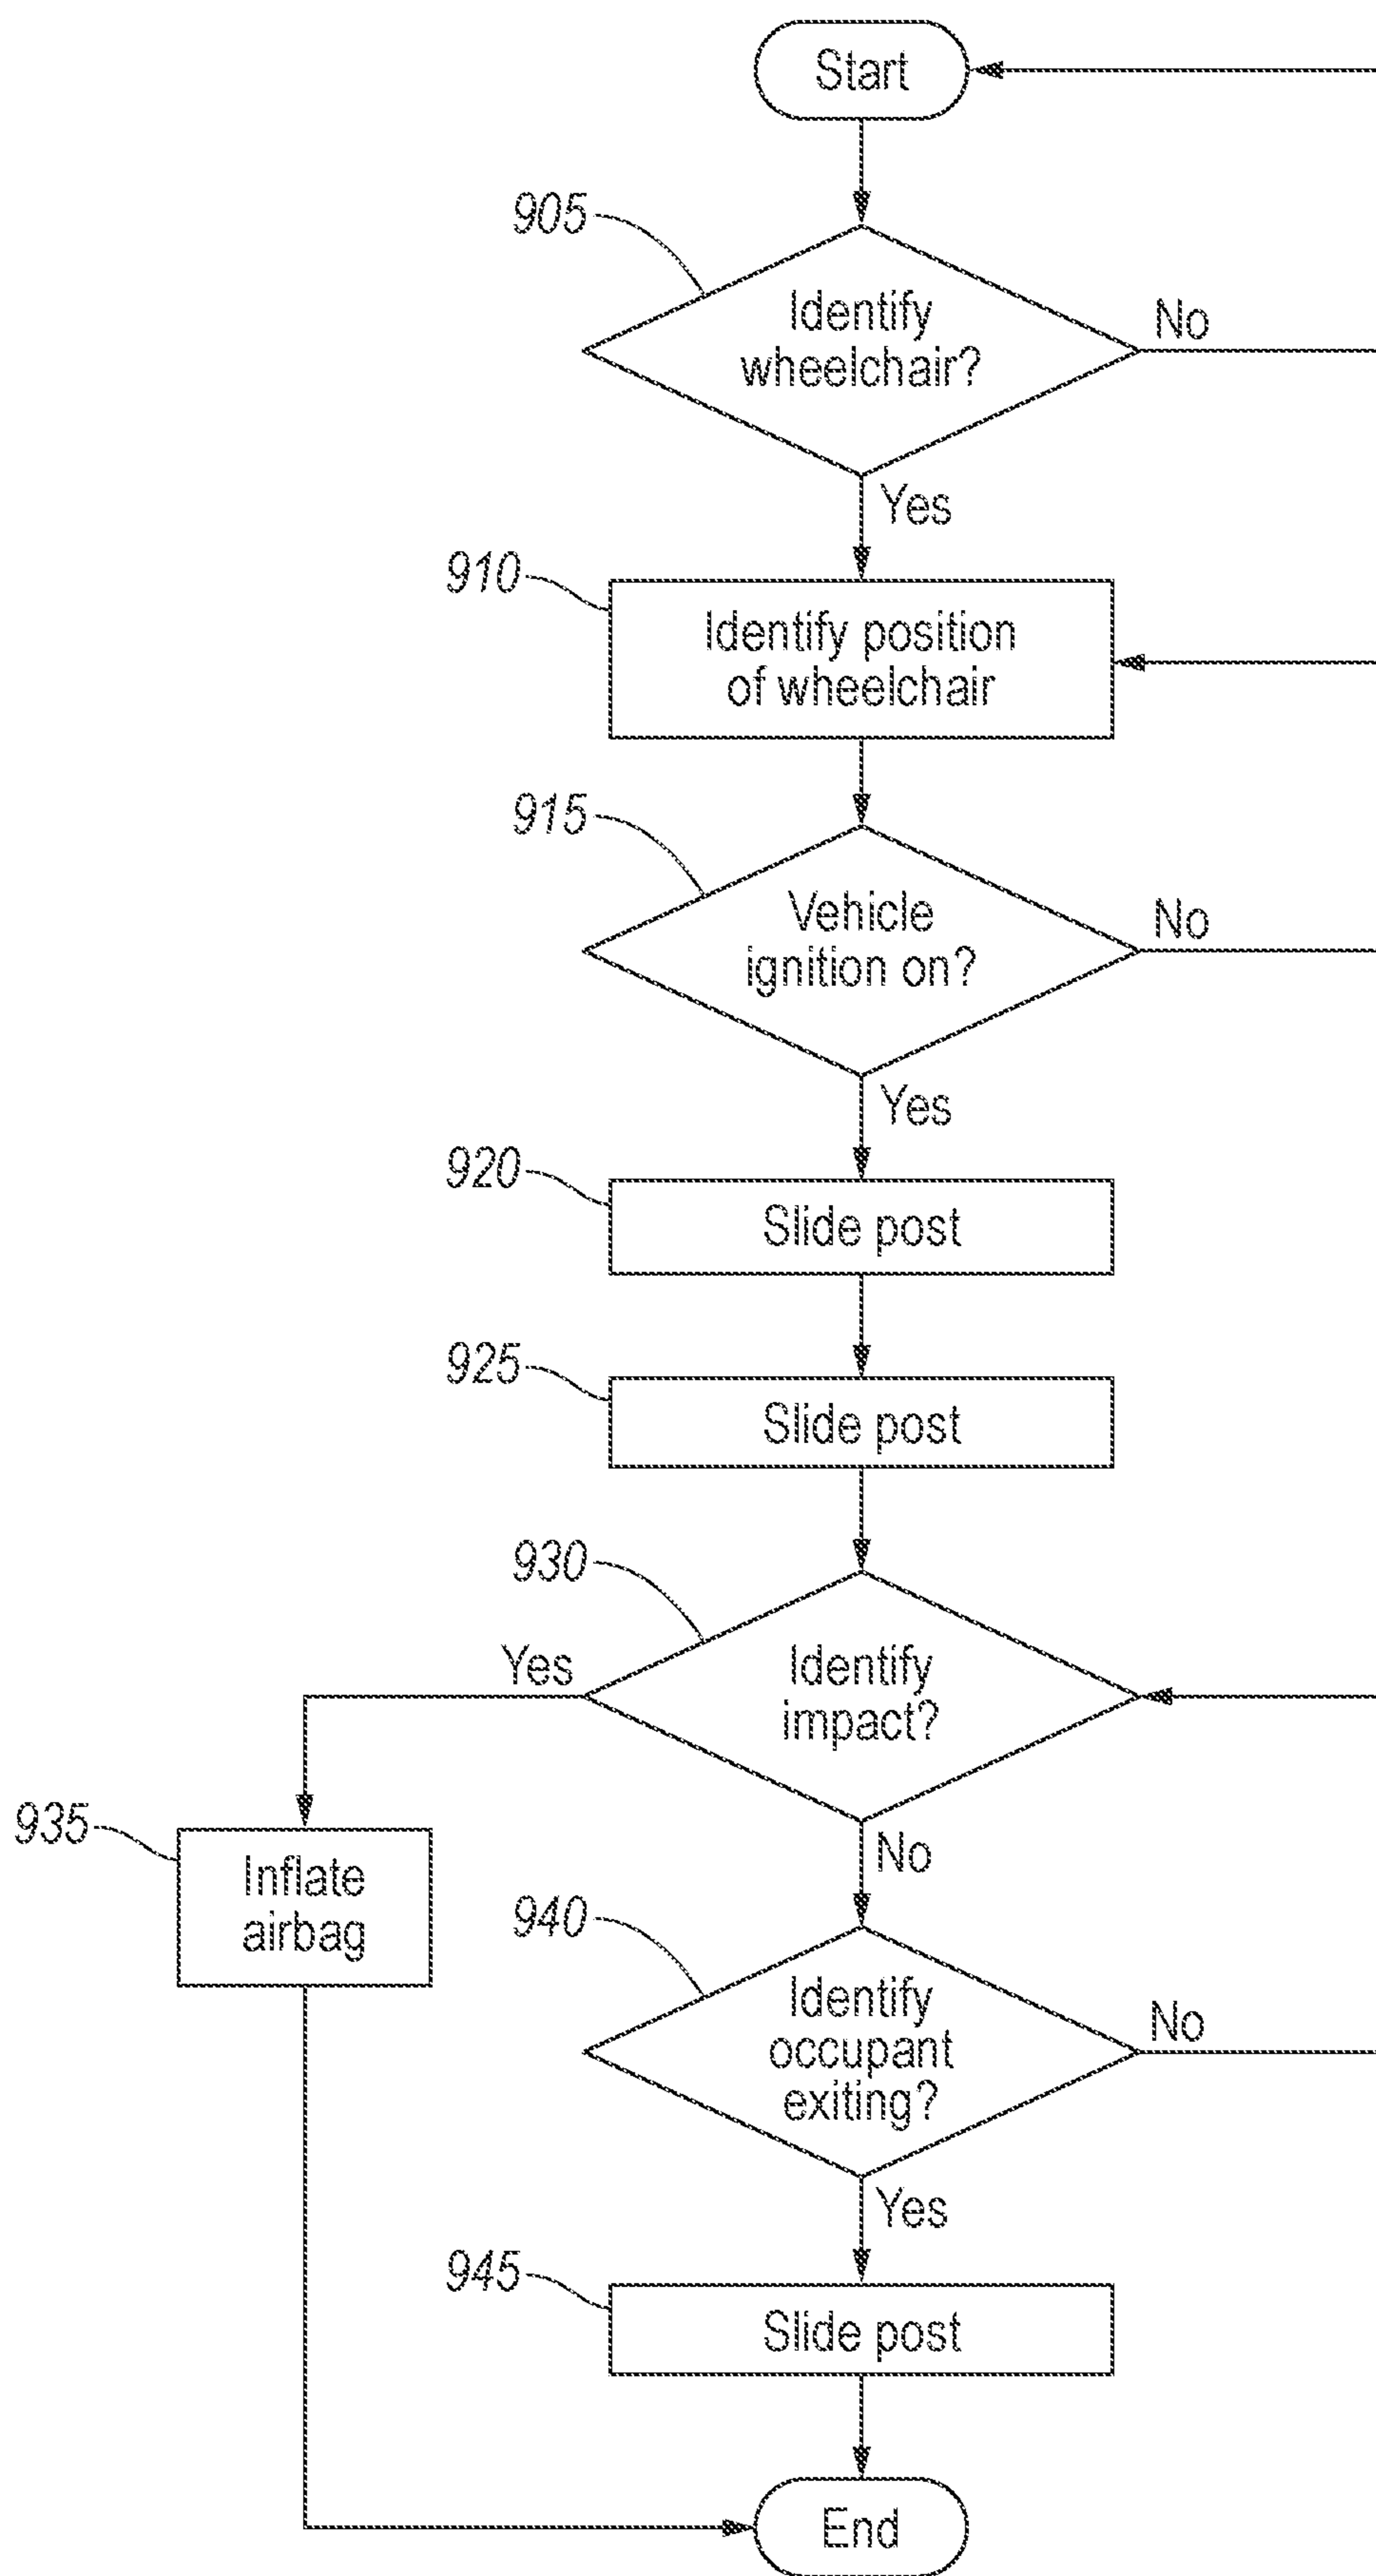 Start
905
Identify
wheelchair?
No
Yes
910
Identify position
of wheelchair
915
Vehicle
ignition on?
No
Yes
920
Slide post
925
Slide post
930
Yes
Identify
impact?
935
Inflate
airbag
No
940
Identify
occupant
exiting?
No
Yes
945
Slide post
End